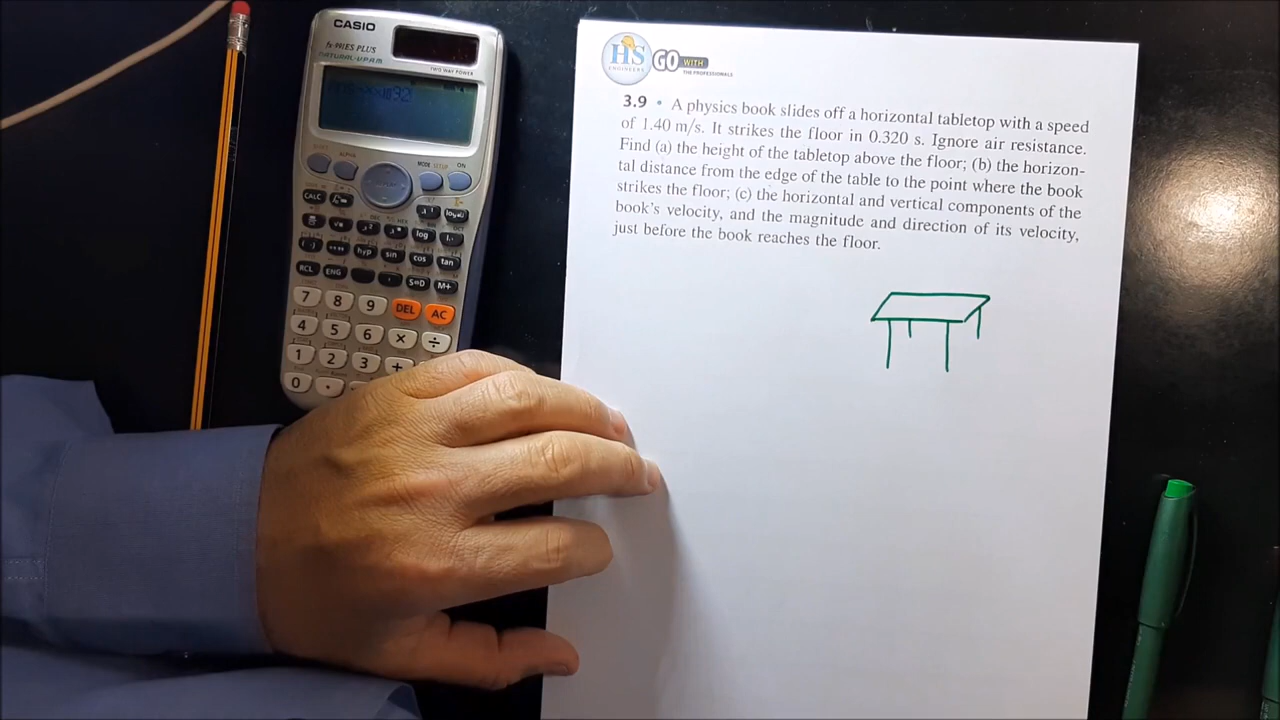 CASIO
fx-991ES PLUS
NATURAL-V.P.A.M.
TWO WAY POWER
SHIFT
ALPHA
MODE SETUP
ON
CALC
log
hyp
sin
cos
tan
RCL
ENG
S⇔D
M+
7 8 9 DEL AC
4 5 6 × ÷
1 2 3 +
0 .
HS
ENGINEERS
GO WITH
THE PROFESSIONALS
3.9 • A physics book slides off a horizontal tabletop with a speed
of 1.40 m/s. It strikes the floor in 0.320 s. Ignore air resistance.
Find (a) the height of the tabletop above the floor; (b) the horizon-
tal distance from the edge of the table to the point where the book
strikes the floor; (c) the horizontal and vertical components of the
book's velocity, and the magnitude and direction of its velocity,
just before the book reaches the floor.